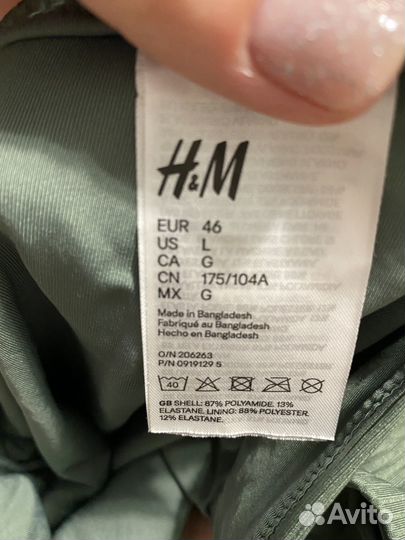 H&M
EUR 46
US L
CA G
CN 175/104A
MX G
Made in Bangladesh
Fabriqué au Bangladesh
Hecho en Bangladesh
O/N 206263
P/N 0919129 5
40
GB SHELL: 87% POLYAMIDE. 13%
ELASTANE. LINING: 88% POLYESTER.
12% ELASTANE.
Avito